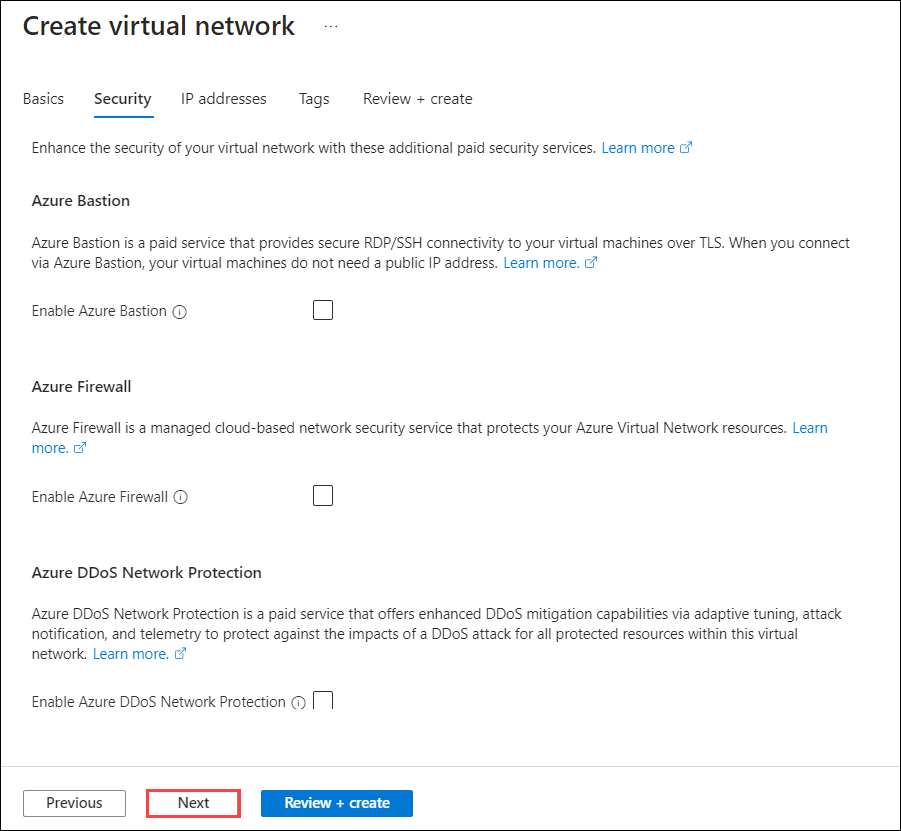 Create virtual network ...
Basics Security IP addresses Tags Review + create
Enhance the security of your virtual network with these additional paid security services. Learn more
Azure Bastion
Azure Bastion is a paid service that provides secure RDP/SSH connectivity to your virtual machines over TLS. When you connect
via Azure Bastion, your virtual machines do not need a public IP address. Learn more.
Enable Azure Bastion
Azure Firewall
Azure Firewall is a managed cloud-based network security service that protects your Azure Virtual Network resources. Learn
more.
Enable Azure Firewall
Azure DDoS Network Protection
Azure DDoS Network Protection is a paid service that offers enhanced DDoS mitigation capabilities via adaptive tuning, attack
notification, and telemetry to protect against the impacts of a DDoS attack for all protected resources within this virtual
network. Learn more.
Enable Azure DDoS Network Protection
Previous Next Review + create